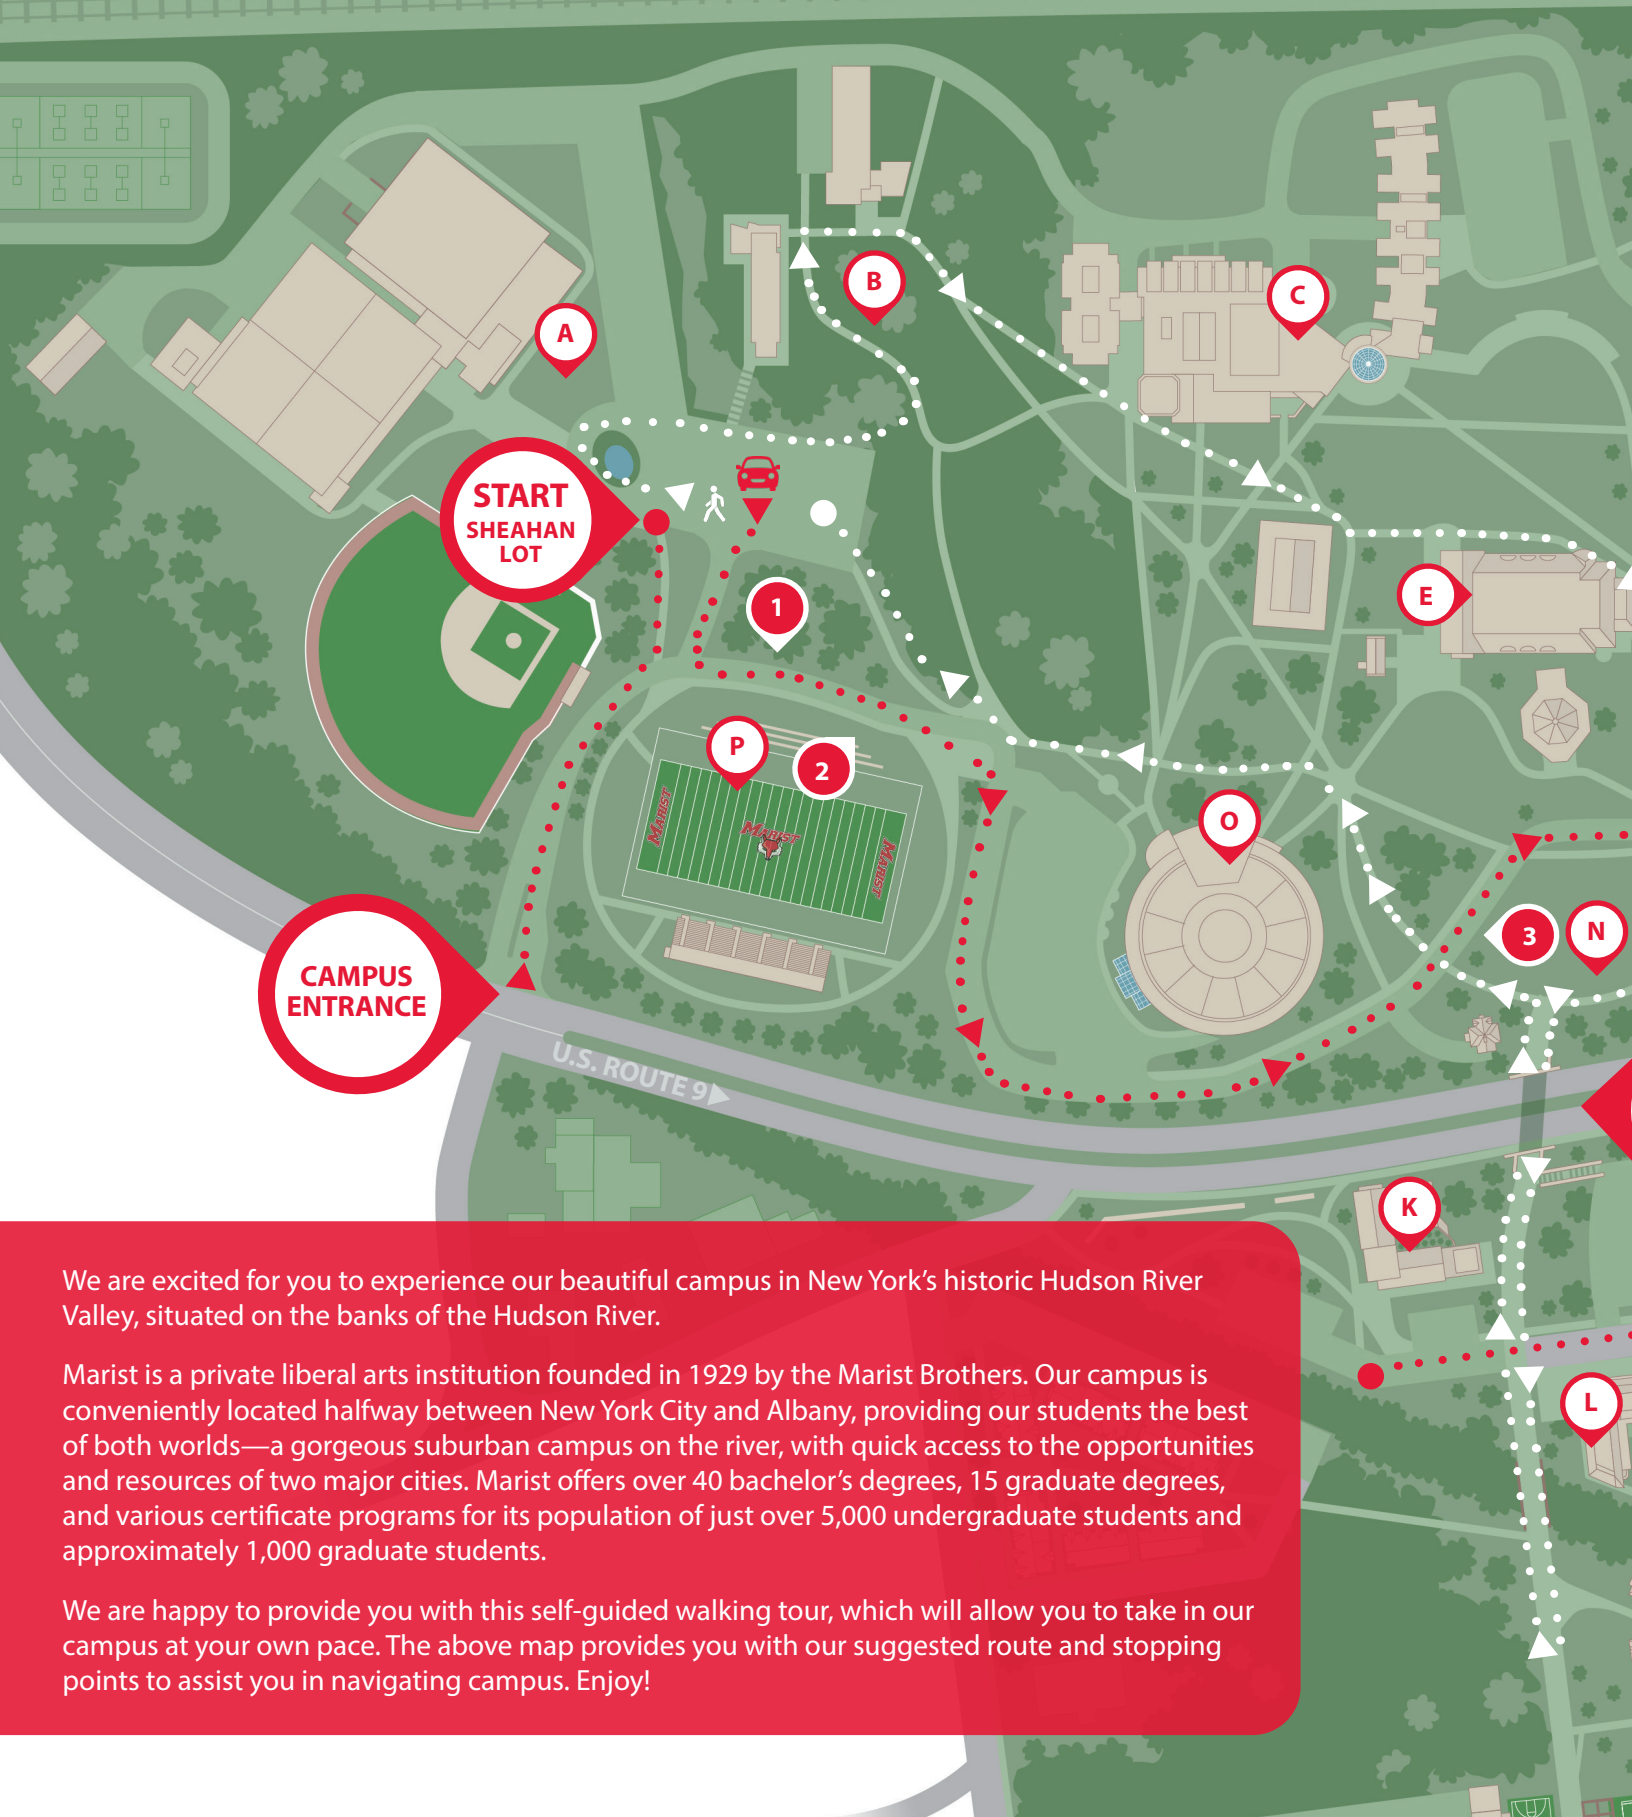 B
C
A
START
SHEAHAN
LOT
E
1
P
2
MARIST
MARIST
MARIST
O
3
N
CAMPUS
ENTRANCE
U.S. ROUTE 9
K
L
We are excited for you to experience our beautiful campus in New York’s historic Hudson River
Valley, situated on the banks of the Hudson River.
Marist is a private liberal arts institution founded in 1929 by the Marist Brothers. Our campus is
conveniently located halfway between New York City and Albany, providing our students the best
of both worlds—a gorgeous suburban campus on the river, with quick access to the opportunities
and resources of two major cities. Marist offers over 40 bachelor’s degrees, 15 graduate degrees,
and various certificate programs for its population of just over 5,000 undergraduate students and
approximately 1,000 graduate students.
We are happy to provide you with this self-guided walking tour, which will allow you to take in our
campus at your own pace. The above map provides you with our suggested route and stopping
points to assist you in navigating campus. Enjoy!